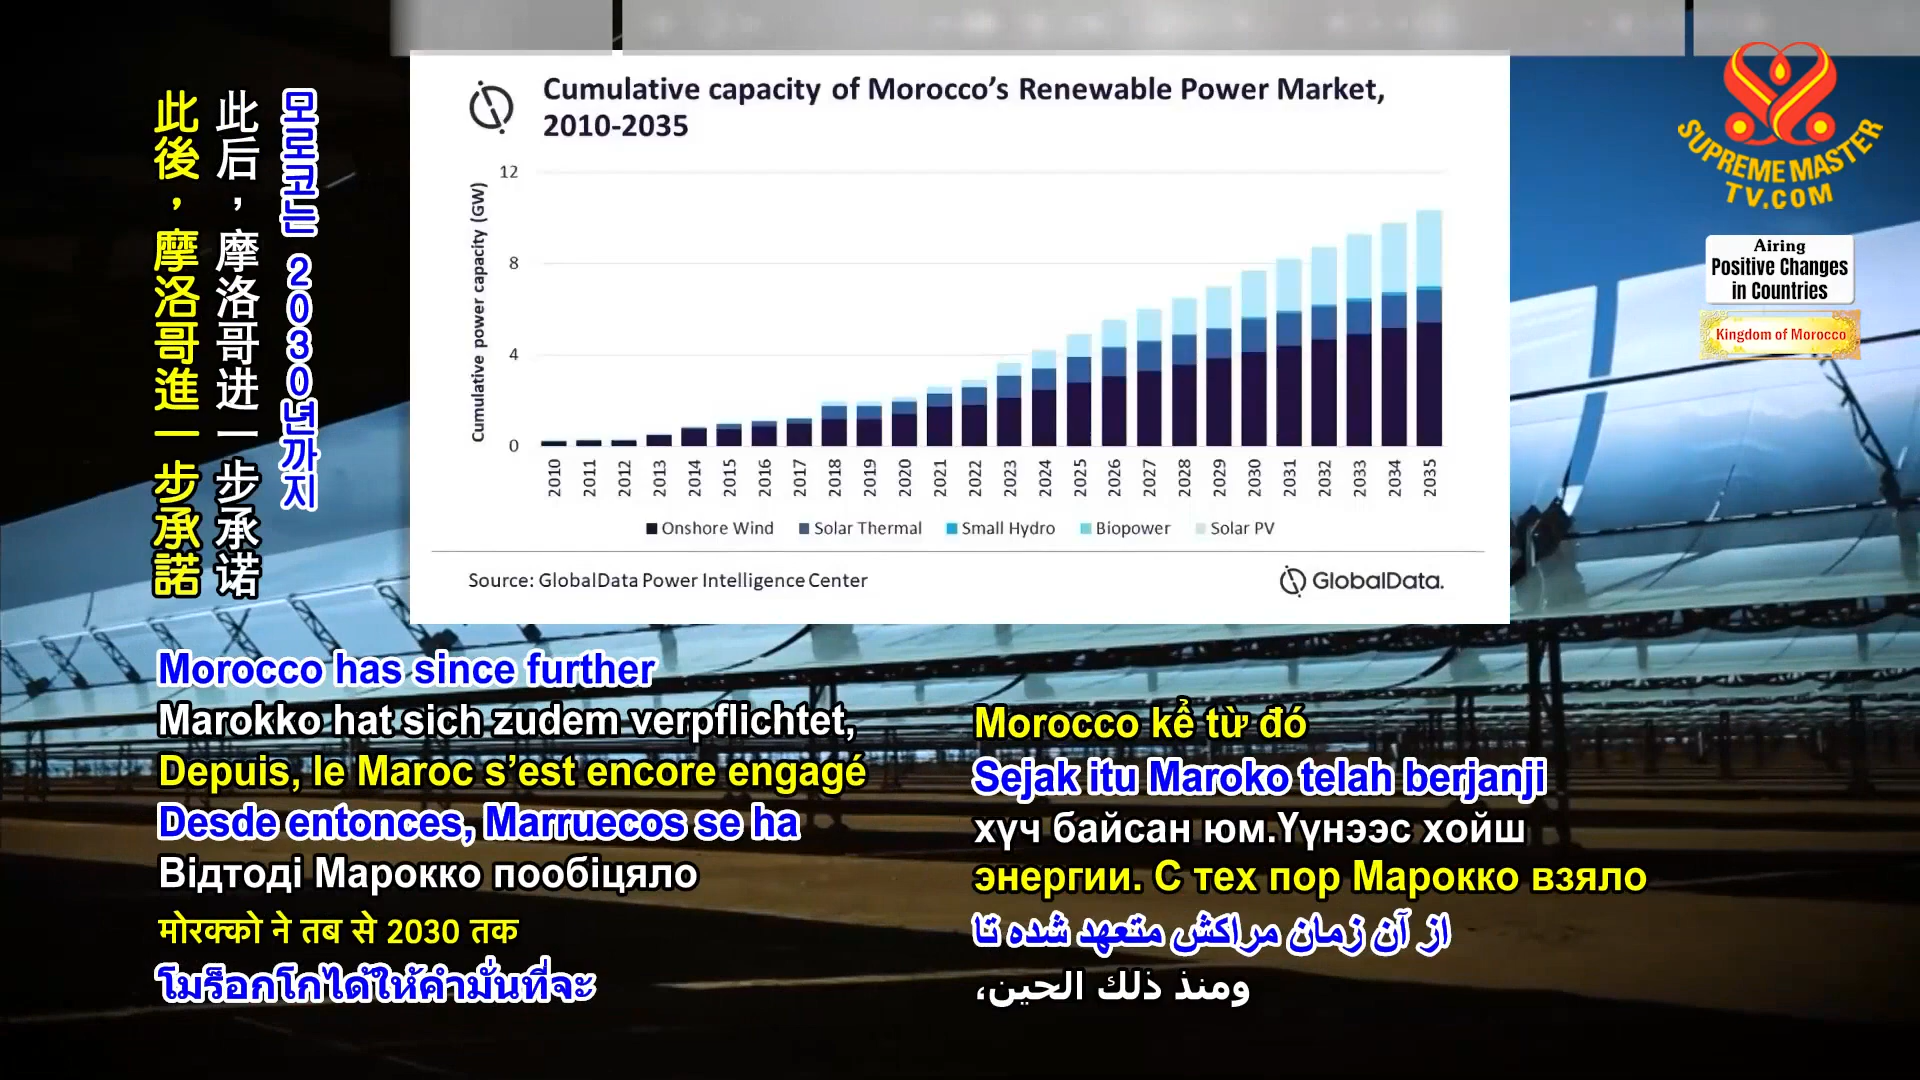 Cumulative capacity of Morocco's Renewable Power Market,
2010-2035
Cumulative power capacity (GW)
12
8
4
0
2010
2011
2012
2013
2014
2015
2016
2017
2018
2019
2020
2021
2022
2023
2024
2025
2026
2027
2028
2029
2030
2031
2032
2033
2034
2035
Onshore Wind
Solar Thermal
Small Hydro
Biopower
Solar PV
Source: GlobalData Power Intelligence Center
GlobalData.
SUPREME MASTER
TV.COM
Airing
Positive Changes
in Countries
Kingdom of Morocco
모로코는 2030년까지
此后，摩洛哥进一步承诺
此後，摩洛哥進一步承諾
Morocco has since further
Marokko hat sich zudem verpflichtet,
Depuis, le Maroc s’est encore engagé
Desde entonces, Marruecos se ha
Відтоді Марокко пообіцяло
मोरक्को ने तब से 2030 तक
โมร็อกโกได้ให้คำมั่นที่จะ
Morocco kể từ đó
Sejak itu Maroko telah berjanji
хүч байсан юм.Үүнээс хойш
энергии. С тех пор Марокко взяло
از آن زمان مراکش متعهد شده تا
ومنذ ذلك الحين،